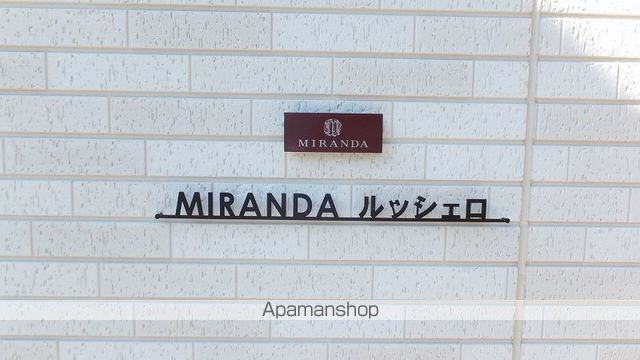 MIRANDA
MIRANDA ルッシェロ
Apamanshop